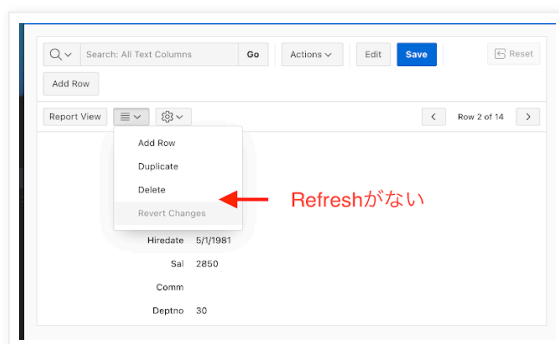 Search: All Text Columns Go Actions Edit Save Reset
Add Row
Report View Row 2 of 14
Add Row
Duplicate
Delete
Revert Changes
Refreshがない
Hiredate 5/1/1981
Sal 2850
Comm
Deptno 30